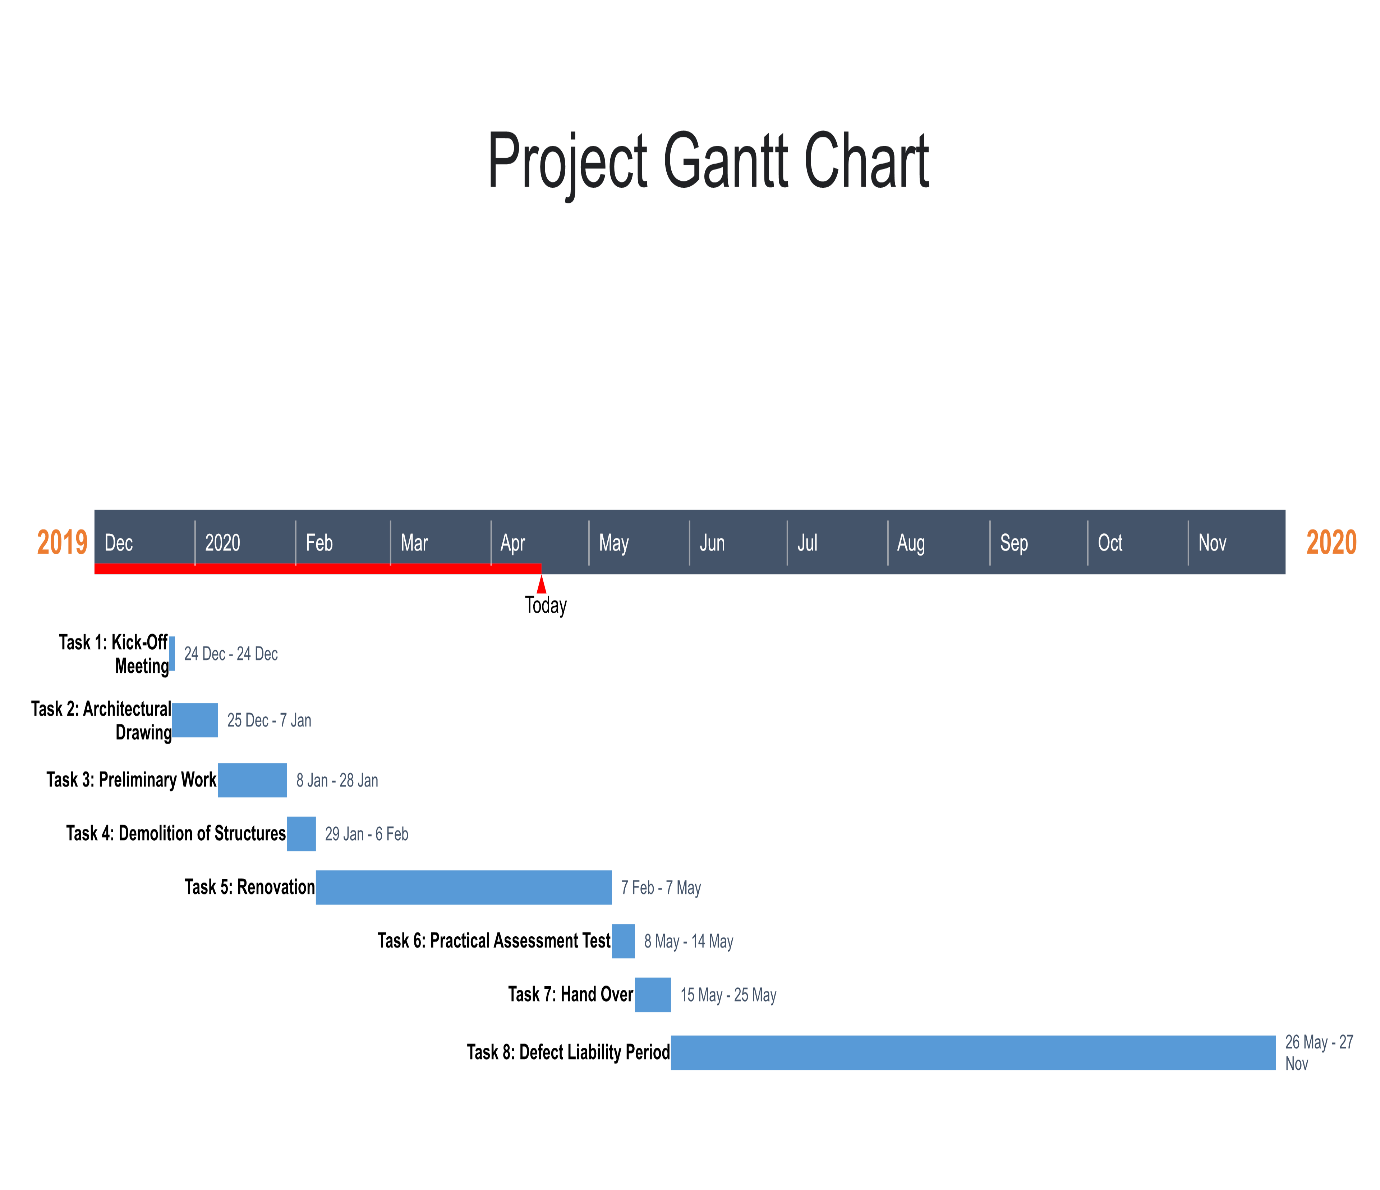 Project Gantt Chart
2019 Dec 2020 Feb Mar Apr May Jun Jul Aug Sep Oct Nov 2020
Today
Task 1: Kick-Off
Meeting
24 Dec - 24 Dec
Task 2: Architectural
Drawing
25 Dec - 7 Jan
Task 3: Preliminary Work 8 Jan - 28 Jan
Task 4: Demolition of Structures 29 Jan - 6 Feb
Task 5: Renovation 7 Feb - 7 May
Task 6: Practical Assessment Test 8 May - 14 May
Task 7: Hand Over 15 May - 25 May
Task 8: Defect Liability Period
26 May - 27
Nov